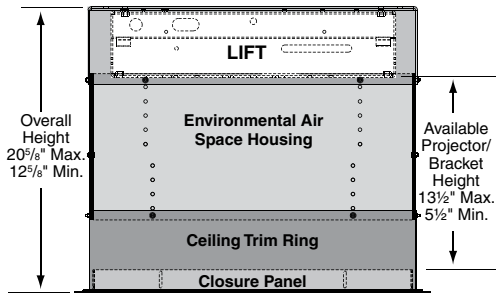 LIFT
Environmental Air
Space Housing
Overall
Height
20⁵/₈" Max.
12⁵/₈" Min.
Available
Projector/
Bracket
Height
13½" Max.
5½" Min.
Ceiling Trim Ring
Closure Panel